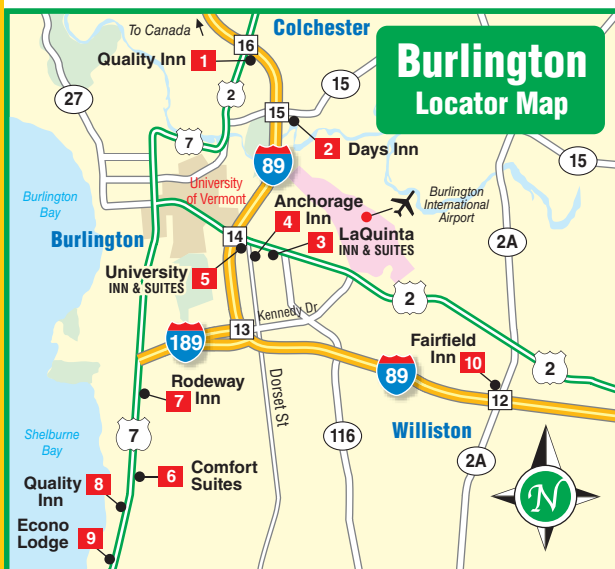 To Canada
Colchester
16
Quality Inn 1
Burlington
Locator Map
2
27
15
15
7
2 Days Inn
89
15
University
of Vermont
Burlington
Bay
Anchorage
Inn
4
Burlington
International
Airport
3 LaQuinta
INN & SUITES
Burlington
14
2A
University
INN & SUITES
5
2
Kennedy Dr
13
189
Fairfield
Inn
10
2
89
Rodeway
Inn
7
12
Dorset St
Williston
7
116
Shelburne
Bay
2A
6 Comfort
Suites
Quality
Inn
8
N
Econo
Lodge
9